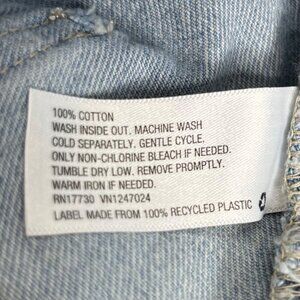 100% COTTON
WASH INSIDE OUT. MACHINE WASH
COLD SEPARATELY. GENTLE CYCLE.
ONLY NON-CHLORINE BLEACH IF NEEDED.
TUMBLE DRY LOW. REMOVE PROMPTLY.
WARM IRON IF NEEDED.
RN17730 VN1247024
LABEL MADE FROM 100% RECYCLED PLASTIC